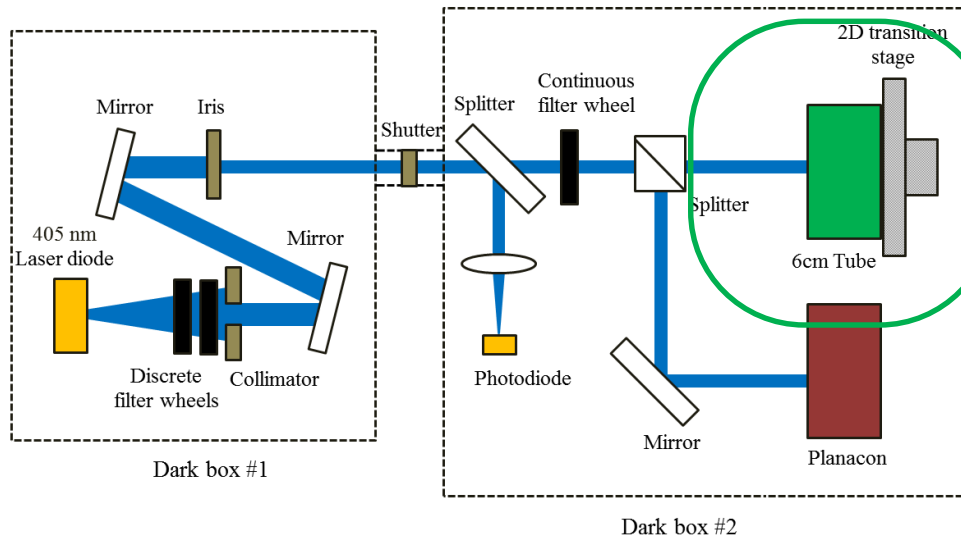 2D transition
stage
Continuous
filter wheel
Splitter
Iris
Mirror
Shutter
Splitter
405 nm
Laser diode
Mirror
6cm Tube
Discrete
filter wheels
Collimator
Photodiode
Mirror
Planacon
Dark box #1
Dark box #2